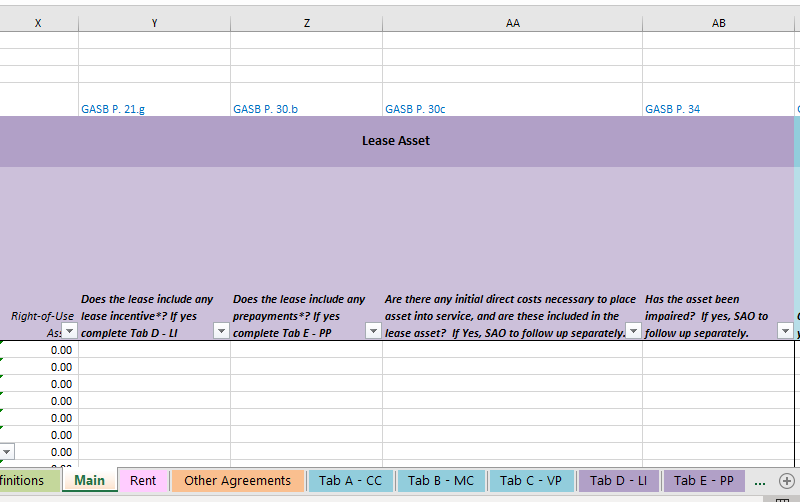 X Y Z AA AB
GASB P. 21.g GASB P. 30.b GASB P. 30c GASB P. 34
Lease Asset
Does the lease include any Does the lease include any Are there any initial direct costs necessary to place Has the asset been
Right-of-Use lease incentive*? If yes prepayments*? If yes asset into service, and are these included in the impaired? If yes, SAO to
complete Tab D - LI complete Tab E - PP lease asset? If Yes, SAO to follow up separately. follow up separately.
0.00
0.00
0.00
0.00
0.00
0.00
0.00
Main Rent Other Agreements Tab A - CC Tab B - MC Tab C - VP Tab D - LI Tab E - PP ...